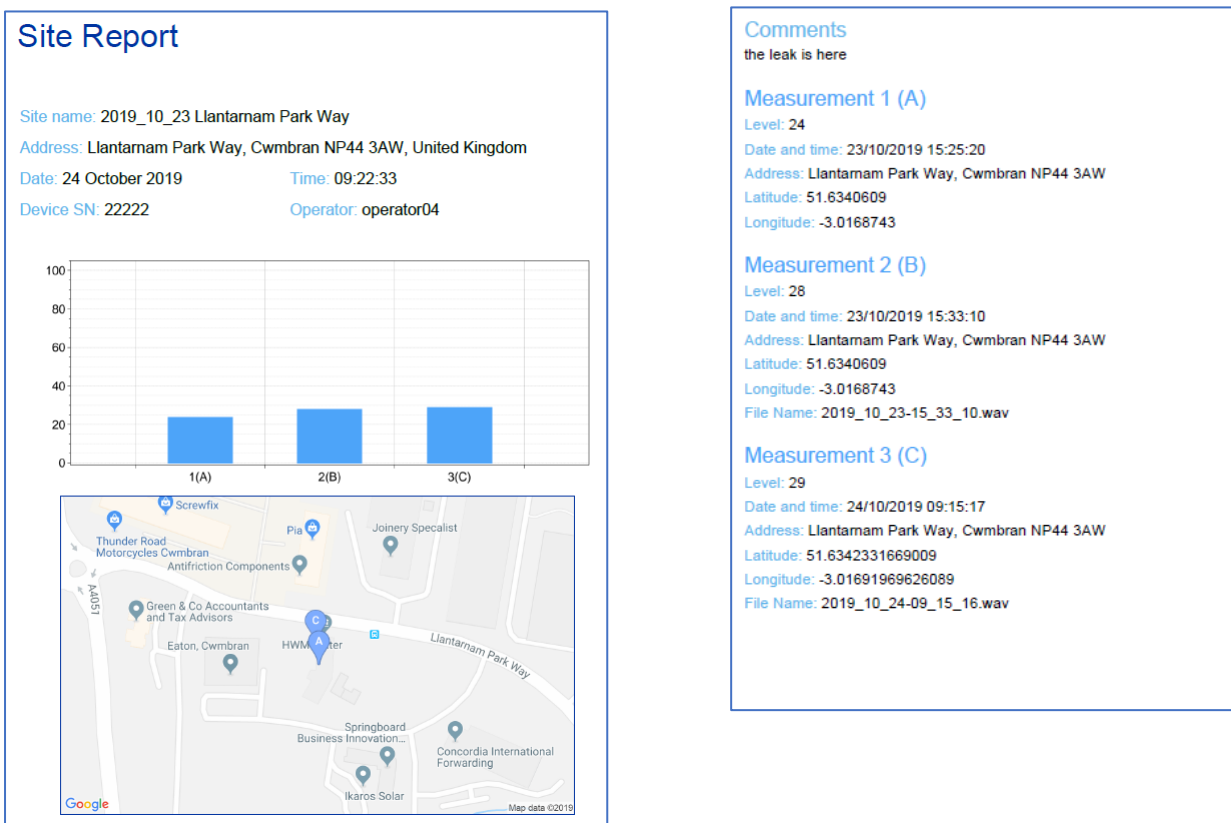 Site Report
Site name: 2019_10_23 Llantarnam Park Way
Address: Llantarnam Park Way, Cwmbran NP44 3AW, United Kingdom
Date: 24 October 2019 Time: 09:22:33
Device SN: 22222 Operator: operator04
100
80
60
40
20
0
1(A) 2(B) 3(C)
Screwfix
Thunder Road
Motorcycles Cwmbran
Pia
Joinery Specalist
Antifriction Components
A4051
Green & Co Accountants
and Tax Advisors
C
A
Eaton, Cwmbran
HWM ter
Llantarnam Park Way
Springboard
Business Innovation...
Concordia International
Forwarding
Ikaros Solar
Google
Map data ©2019
Comments
the leak is here
Measurement 1 (A)
Level: 24
Date and time: 23/10/2019 15:25:20
Address: Llantarnam Park Way, Cwmbran NP44 3AW
Latitude: 51.6340609
Longitude: -3.0168743
Measurement 2 (B)
Level: 28
Date and time: 23/10/2019 15:33:10
Address: Llantarnam Park Way, Cwmbran NP44 3AW
Latitude: 51.6340609
Longitude: -3.0168743
File Name: 2019_10_23-15_33_10.wav
Measurement 3 (C)
Level: 29
Date and time: 24/10/2019 09:15:17
Address: Llantarnam Park Way, Cwmbran NP44 3AW
Latitude: 51.6342331669009
Longitude: -3.01691969626089
File Name: 2019_10_24-09_15_16.wav